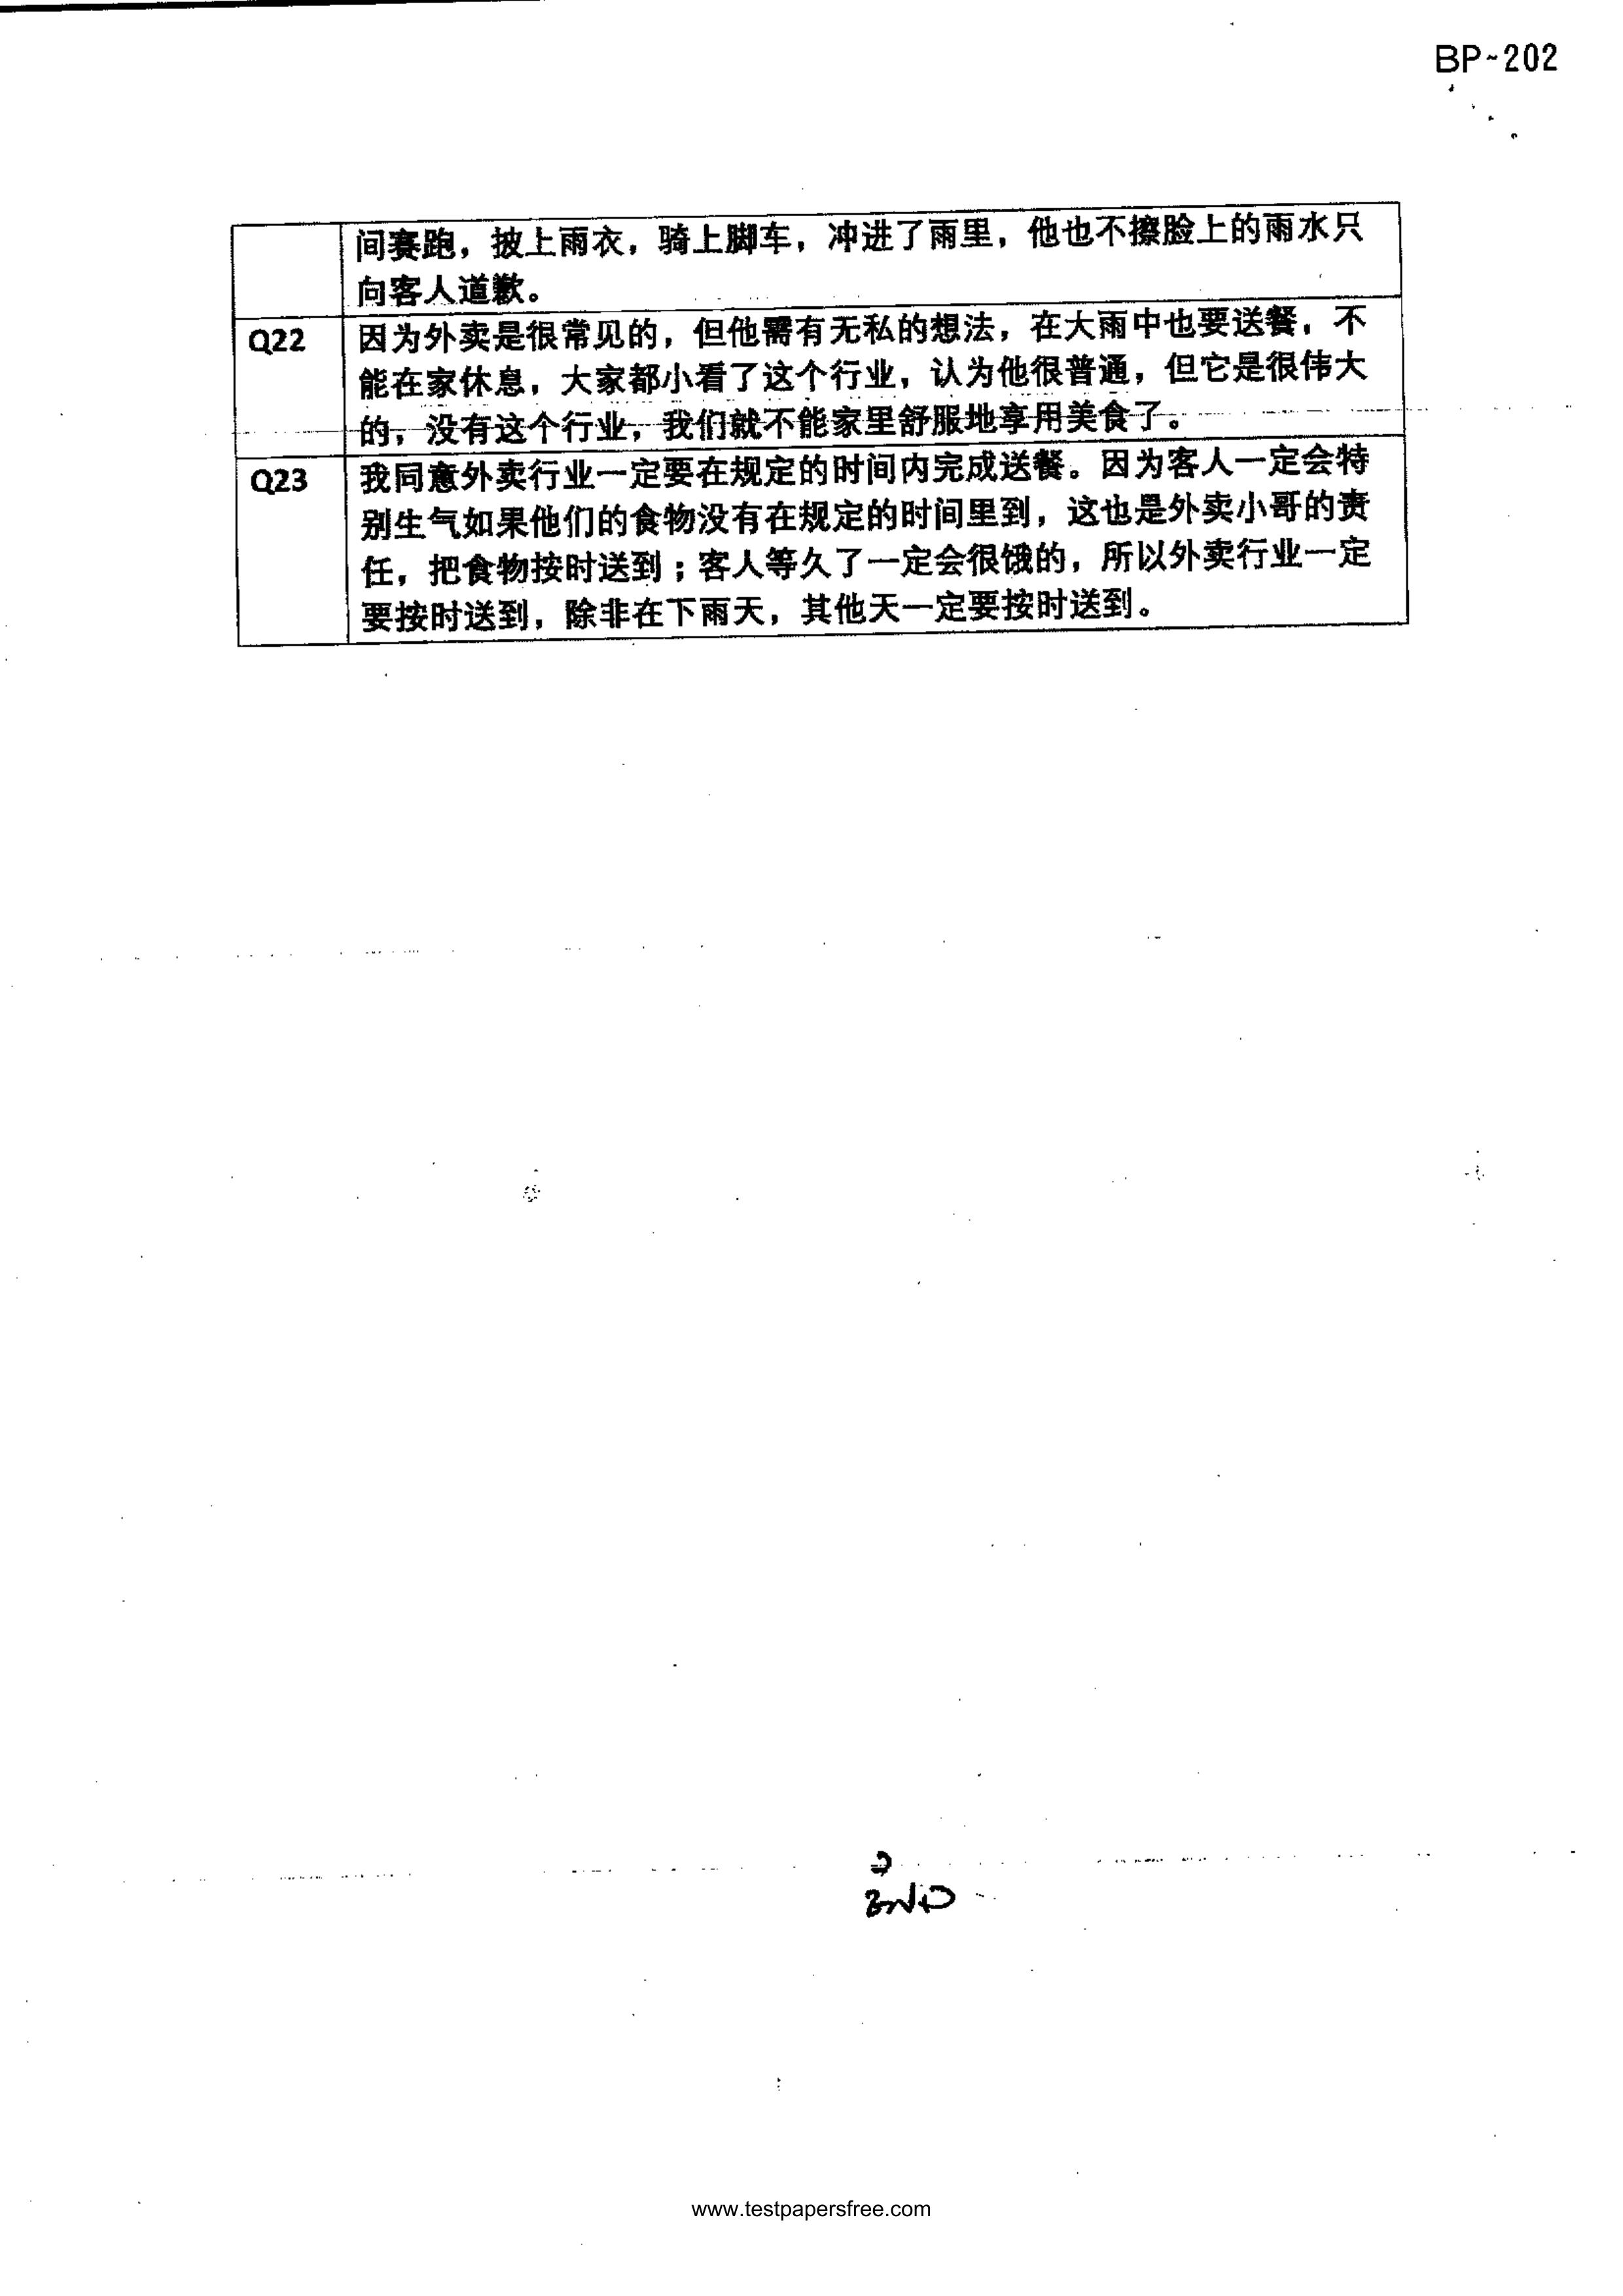 BP~202
间赛跑，披上雨衣，骑上脚车，冲进了雨里，他也不擦脸上的雨水只
向客人道歉。
Q22 因为外卖是很常见的，但他需有无私的想法，在大雨中也要送餐，不
能在家休息，大家都小看了这个行业，认为他很普通，但它是很伟大
的，没有这个行业，我们就不能家里舒服地享用美食了。
Q23 我同意外卖行业一定要在规定的时间内完成送餐。因为客人一定会特
别生气如果他们的食物没有在规定的时间里到，这也是外卖小哥的责
任，把食物按时送到；客人等久了一定会很饿的，所以外卖行业一定
要按时送到，除非在下雨天，其他天一定要按时送到。
END
www.testpapersfree.com